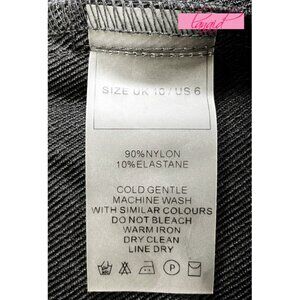 SIZE UK 10 / US 6
90%NYLON
10%ELASTANE
COLD GENTLE
MACHINE WASH
WITH SIMILAR COLOURS
DO NOT BLEACH
WARM IRON
DRY CLEAN
LINE DRY
P